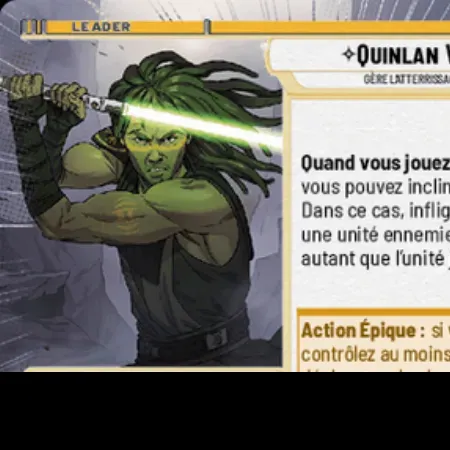 LEADER
✧QUINLAN V
GÈRE L'ATTERRISSA
Quand vous jouez
vous pouvez inclin
Dans ce cas, inflig
une unité ennemie
autant que l'unité
Action Épique : si v
contrôlez au moins